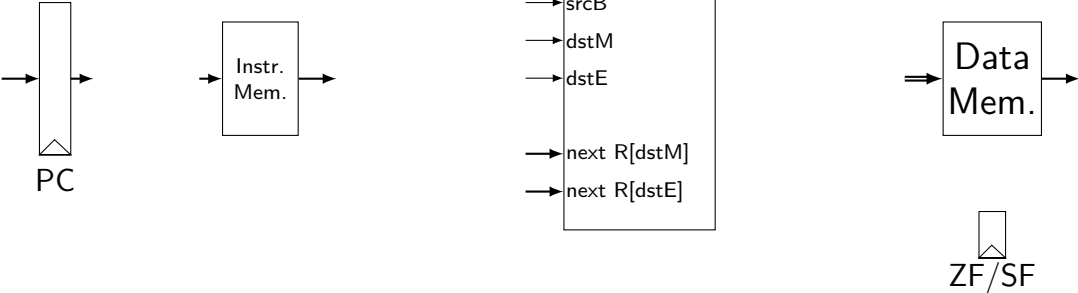 PC
Instr.
Mem.
srcB
dstM
dstE
next R[dstM]
next R[dstE]
Data
Mem.
ZF/SF